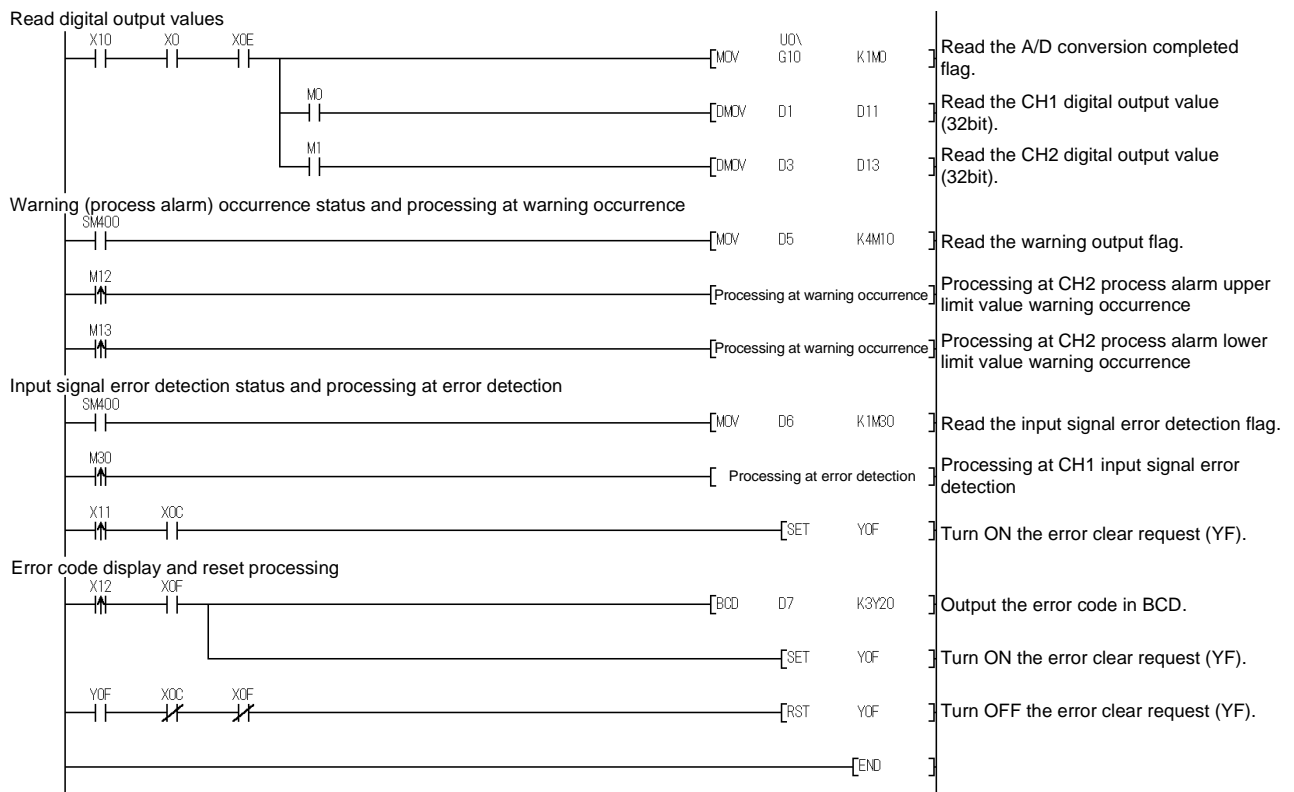 Read digital output values
X10 X0 X0E
U0\
MOV G10 K1M0
Read the A/D conversion completed
flag.
M0
DMOV D1 D11
Read the CH1 digital output value
(32bit).
M1
DMOV D3 D13
Read the CH2 digital output value
(32bit).
Warning (process alarm) occurrence status and processing at warning occurrence
SM400
MOV D5 K4M10
Read the warning output flag.
M12
Processing at warning occurrence
Processing at CH2 process alarm upper
limit value warning occurrence
M13
Processing at warning occurrence
Processing at CH2 process alarm lower
limit value warning occurrence
Input signal error detection status and processing at error detection
SM400
MOV D6 K1M30
Read the input signal error detection flag.
M30
Processing at error detection
Processing at CH1 input signal error
detection
X11 X0C
SET Y0F
Turn ON the error clear request (YF).
Error code display and reset processing
X12 X0F
BCD D7 K3Y20
Output the error code in BCD.
SET Y0F
Turn ON the error clear request (YF).
Y0F X0C X0F
RST Y0F
Turn OFF the error clear request (YF).
END